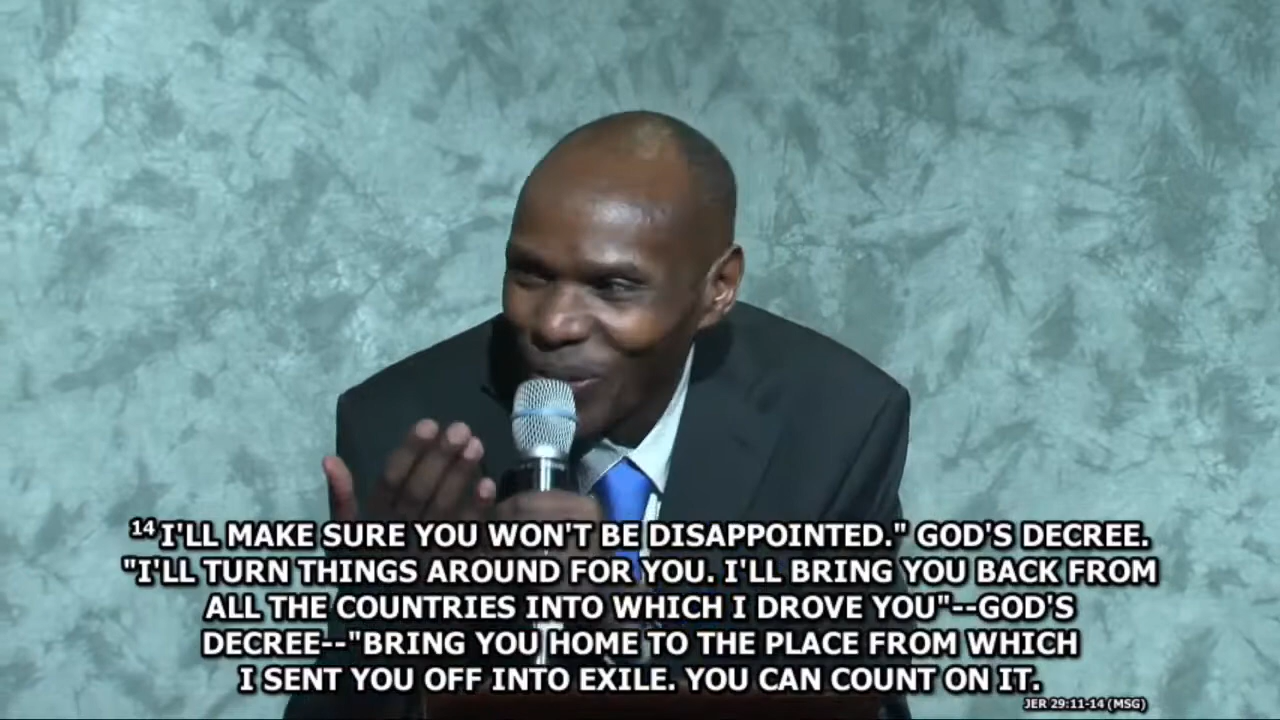 14 I'LL MAKE SURE YOU WON'T BE DISAPPOINTED." GOD'S DECREE.
"I'LL TURN THINGS AROUND FOR YOU. I'LL BRING YOU BACK FROM
ALL THE COUNTRIES INTO WHICH I DROVE YOU"--GOD'S
DECREE--"BRING YOU HOME TO THE PLACE FROM WHICH
I SENT YOU OFF INTO EXILE. YOU CAN COUNT ON IT.
JER 29:11-14 (MSG)